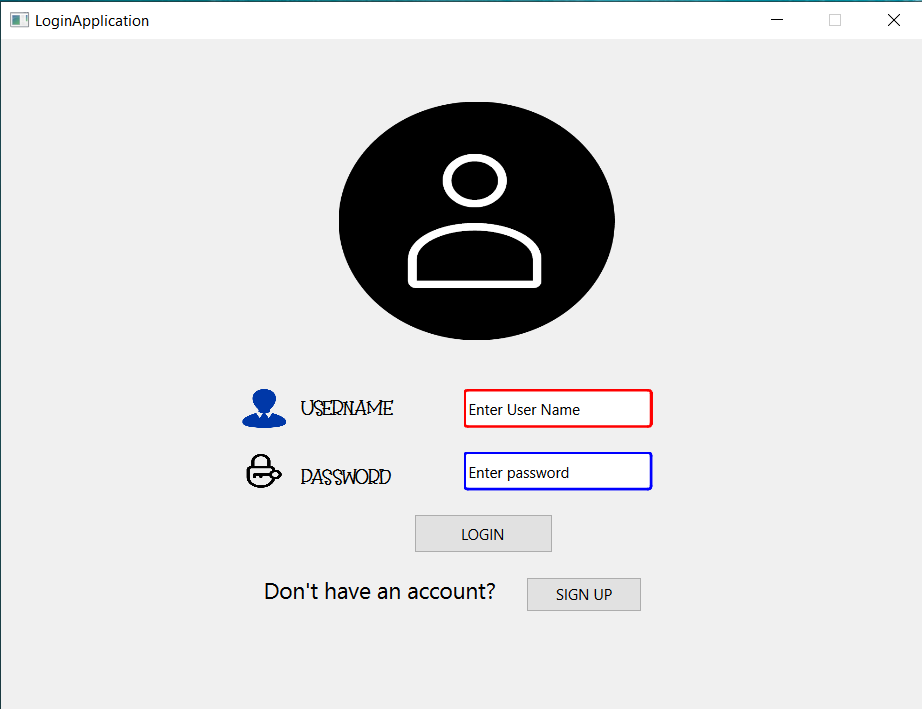 LoginApplication
USERNAME
Enter User Name
PASSWORD
Enter password
LOGIN
Don't have an account?
SIGN UP